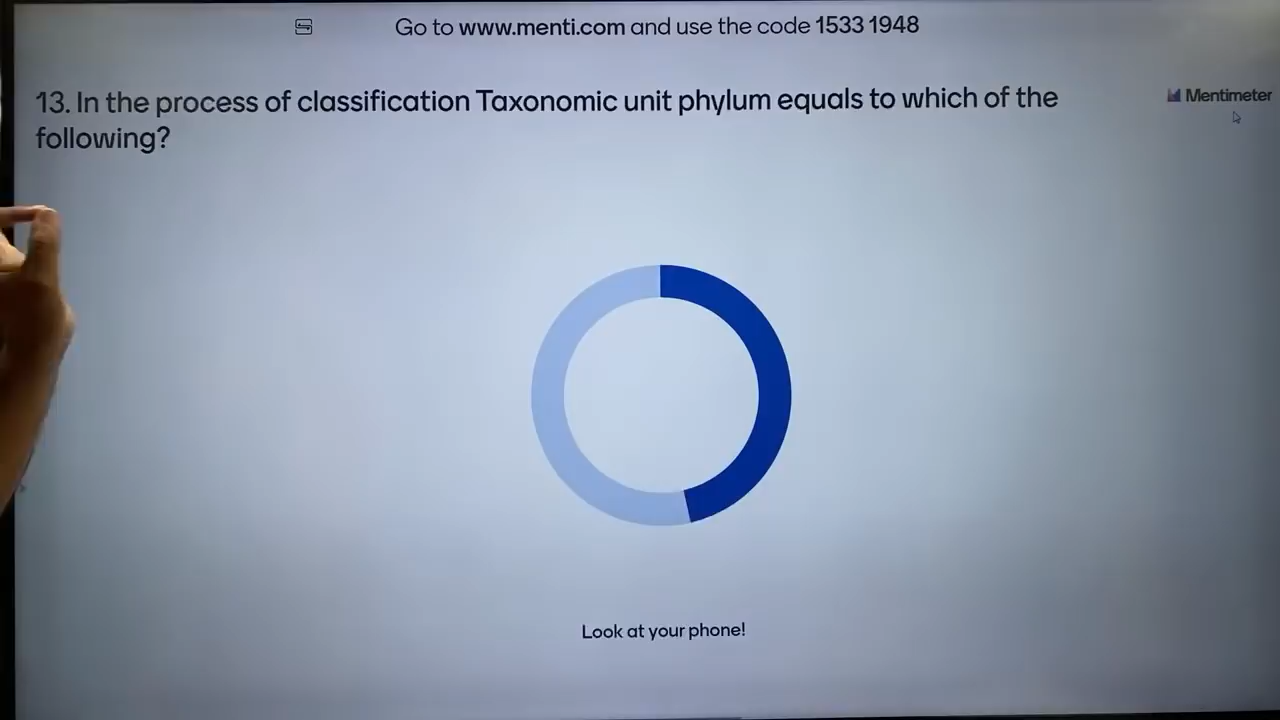 Go to www.menti.com and use the code 1533 1948
13. In the process of classification Taxonomic unit phylum equals to which of the
following?
Mentimeter
Look at your phone!